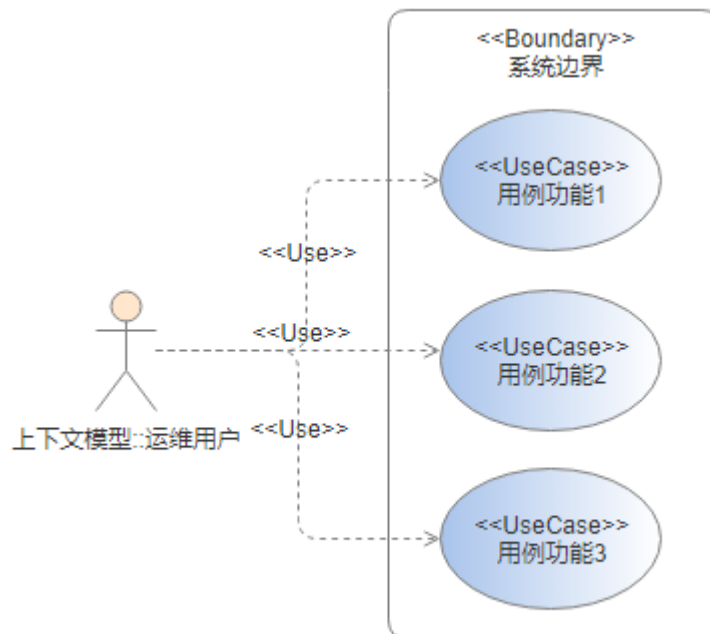 <<Boundary>>
系统边界
<<UseCase>>
用例功能1
<<Use>>
<<Use>>
<<UseCase>>
用例功能2
<<Use>>
上下文模型::运维用户
<<UseCase>>
用例功能3